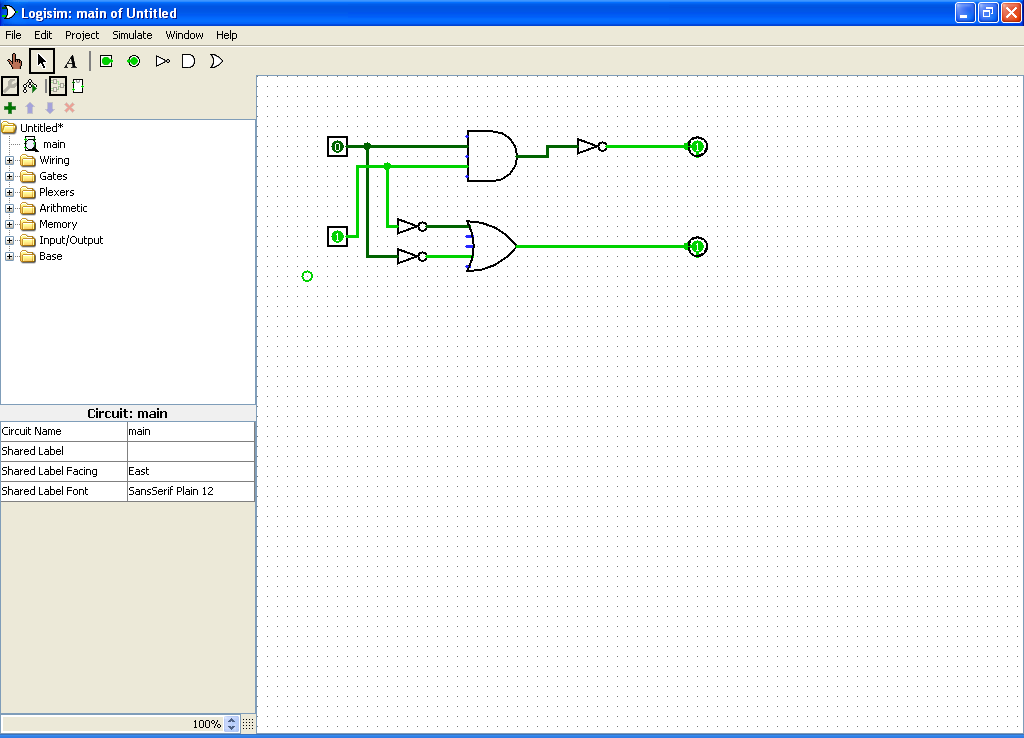 Logisim: main of Untitled
File Edit Project Simulate Window Help
A
Untitled*
main
Wiring
Gates
Plexers
Arithmetic
Memory
Input/Output
Base
0
1
1
1
Circuit: main
Circuit Name main
Shared Label
Shared Label Facing East
Shared Label Font SansSerif Plain 12
100%